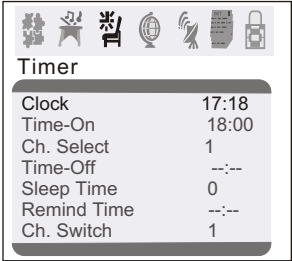 Timer
Clock 17:18
Time-On 18:00
Ch. Select 1
Time-Off --:--
Sleep Time 0
Remind Time --:--
Ch. Switch 1